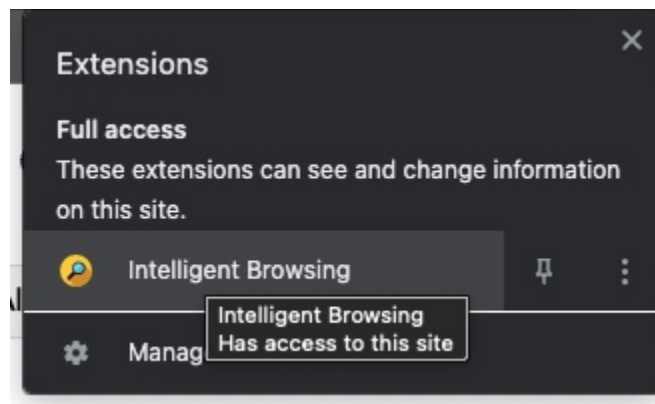 Extensions
Full access
These extensions can see and change information
on this site.
Intelligent Browsing
Intelligent Browsing
Has access to this site
Manag